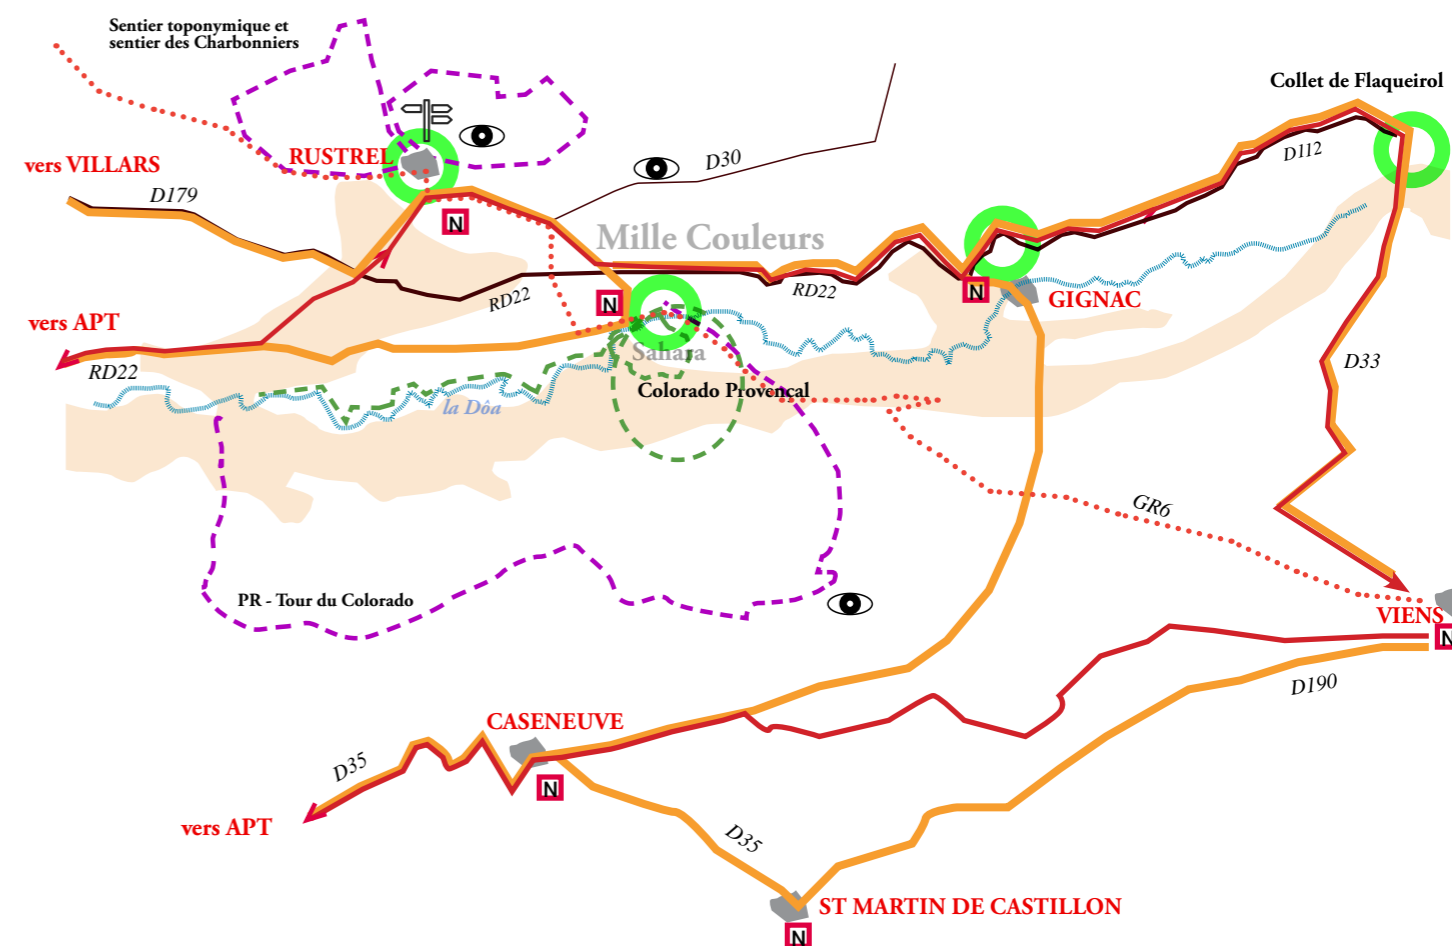 Sentier toponymique et
sentier des Charbonniers
Collet de Flaqueirol
vers VILLARS
RUSTREL
D30
D112
D179
N
Mille Couleurs
RD22
RD22
N
N
GIGNAC
vers APT
RD22
Sahara
D33
Colorado Provençal
la Dôa
GR6
PR - Tour du Colorado
VIENS
N
D190
CASENEUVE
D35
N
vers APT
D35
ST MARTIN DE CASTILLON
N